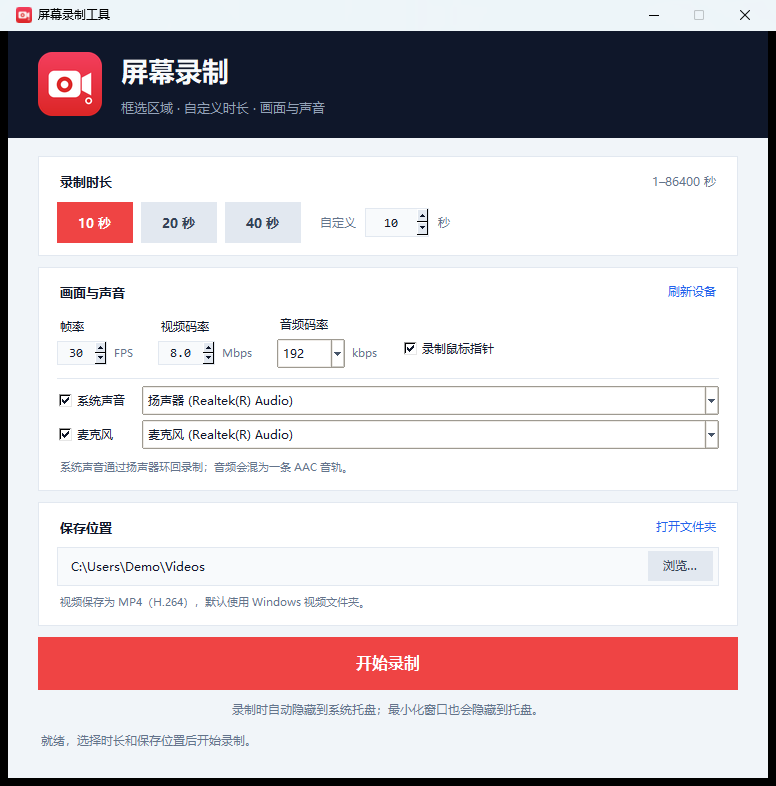 屏幕录制工具
屏幕录制
框选区域 · 自定义时长 · 画面与声音
录制时长 1–86400 秒
10 秒 20 秒 40 秒 自定义 10 秒
画面与声音 刷新设备
帧率 视频码率 音频码率
30 FPS 8.0 Mbps 192 kbps 录制鼠标指针
系统声音 扬声器 (Realtek(R) Audio)
麦克风 麦克风 (Realtek(R) Audio)
系统声音通过扬声器环回录制；音频会混为一条 AAC 音轨。
保存位置 打开文件夹
C:\Users\Demo\Videos 浏览...
视频保存为 MP4（H.264），默认使用 Windows 视频文件夹。
开始录制
录制时自动隐藏到系统托盘；最小化窗口也会隐藏到托盘。
就绪，选择时长和保存位置后开始录制。